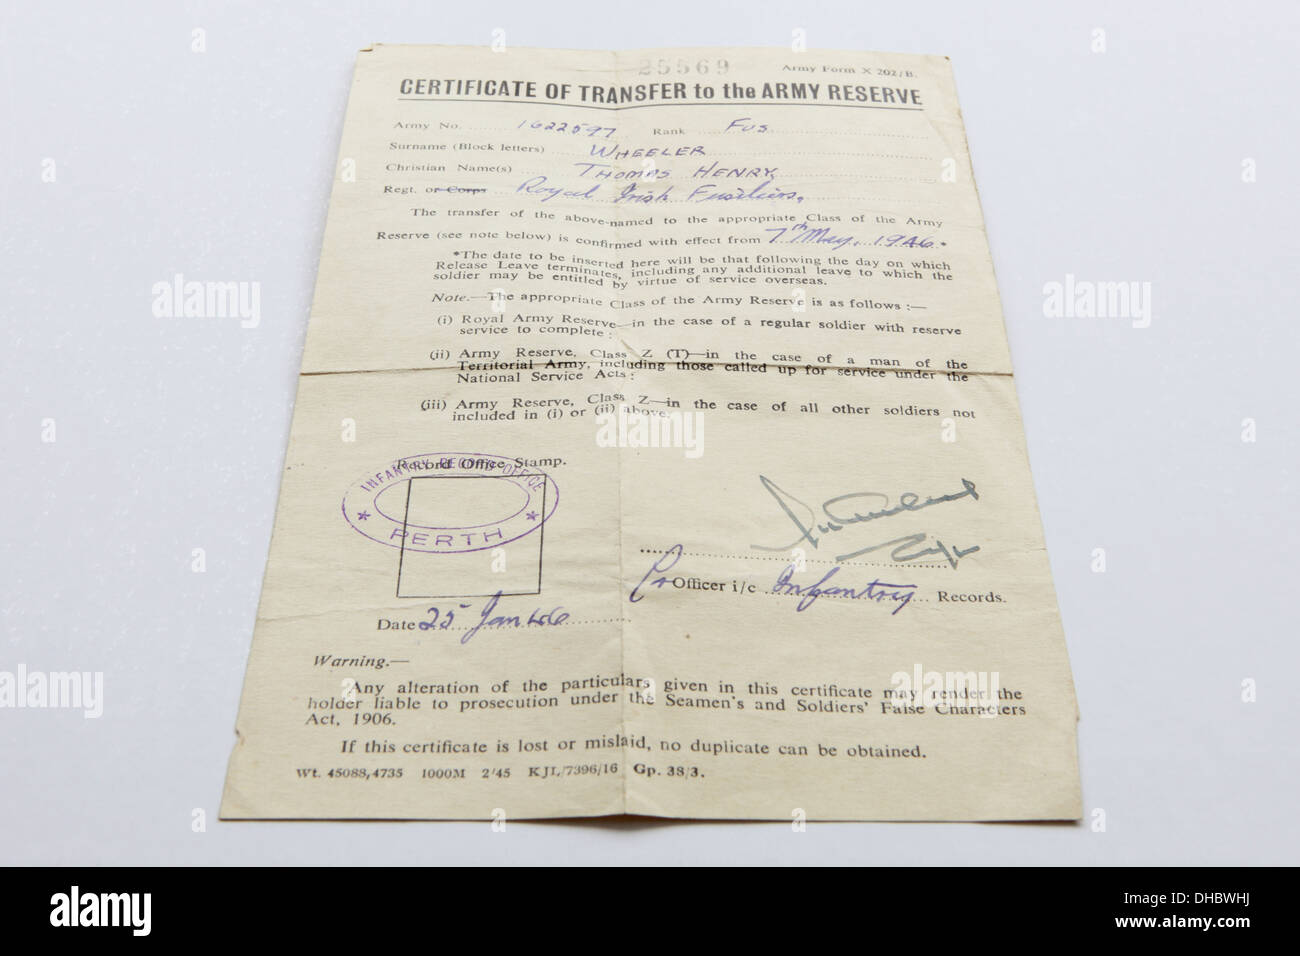 25569
Army Form X 202/B.
CERTIFICATE OF TRANSFER to the ARMY RESERVE
Army No. 1622597 Rank Fus
Surname (Block letters) WHEELER
Christian Name(s) THOMAS HENRY
Regt. or Corps Royal Irish Fusiliers.
The transfer of the above-named to the appropriate Class of the Army
Reserve (see note below) is confirmed with effect from 7th May, 1946 *
*The date to be inserted here will be that following the day on which
Release Leave terminates, including any additional leave to which the
soldier may be entitled by virtue of service overseas.
Note.—The appropriate Class of the Army Reserve is as follows :—
(i) Royal Army Reserve—in the case of a regular soldier with reserve
service to complete:
(ii) Army Reserve, Class Z (T)—in the case of a man of the
Territorial Army, including those called up for service under the
National Service Acts:
(iii) Army Reserve, Class Z—in the case of all other soldiers not
included in (i) or (ii) above.
Record Office Stamp.
INFANTRY RECORD OFFICE
* PERTH *
Officer i/c Infantry Records.
Date 25 Jan 46
Warning.—
Any alteration of the particulars given in this certificate may render the
holder liable to prosecution under the Seamen's and Soldiers' False Characters
Act, 1906.
If this certificate is lost or mislaid, no duplicate can be obtained.
Wt. 45088,4735 1000M 2/45 KJL/7396/16 Gp. 38/3.
alamy
alamy
alamy
alamy
alamy
a
a
a
a
alamy
Image ID: DHBWHJ
www.alamy.com